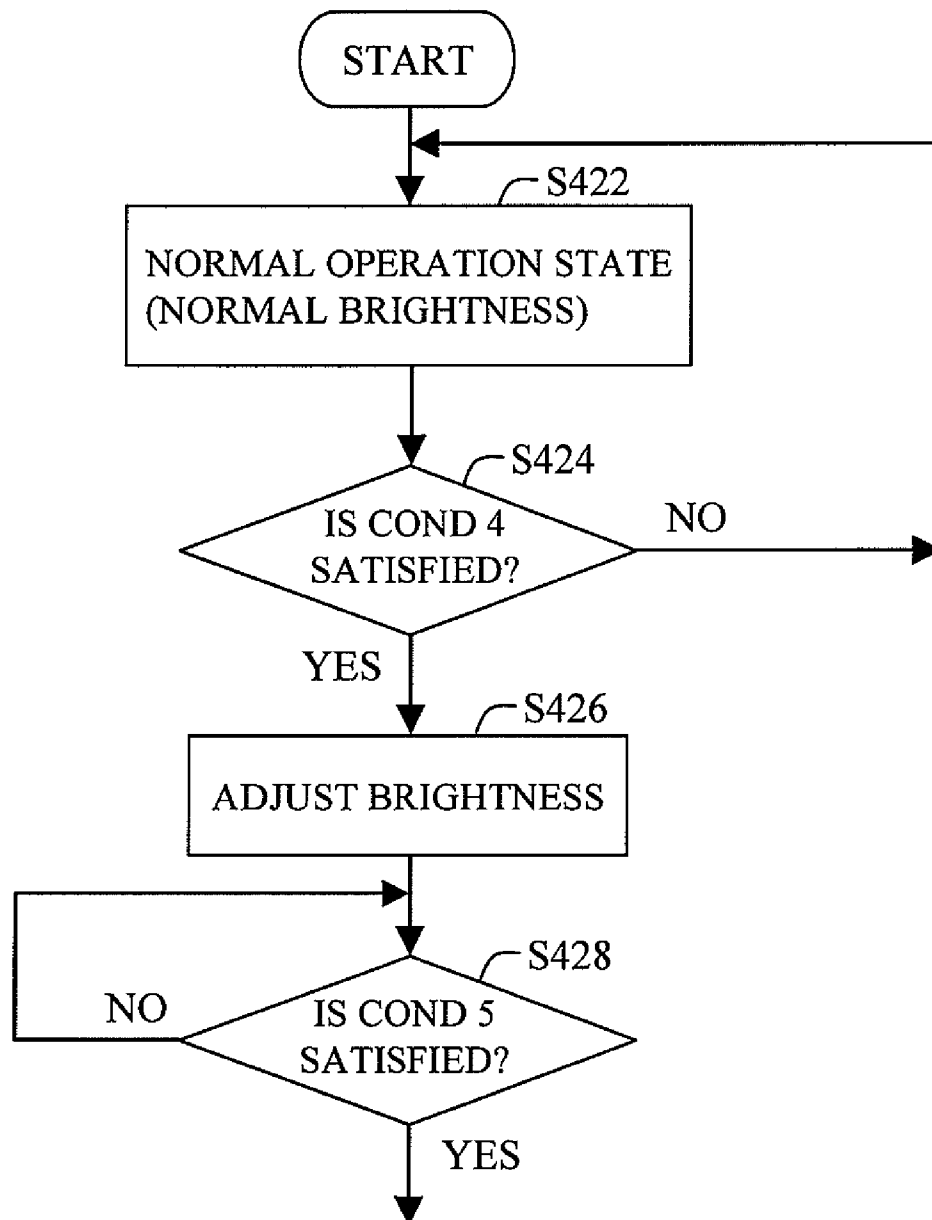 START
S422
NORMAL OPERATION STATE
(NORMAL BRIGHTNESS)
S424
IS COND 4
SATISFIED?
NO
YES
S426
ADJUST BRIGHTNESS
S428
IS COND 5
SATISFIED?
NO
YES